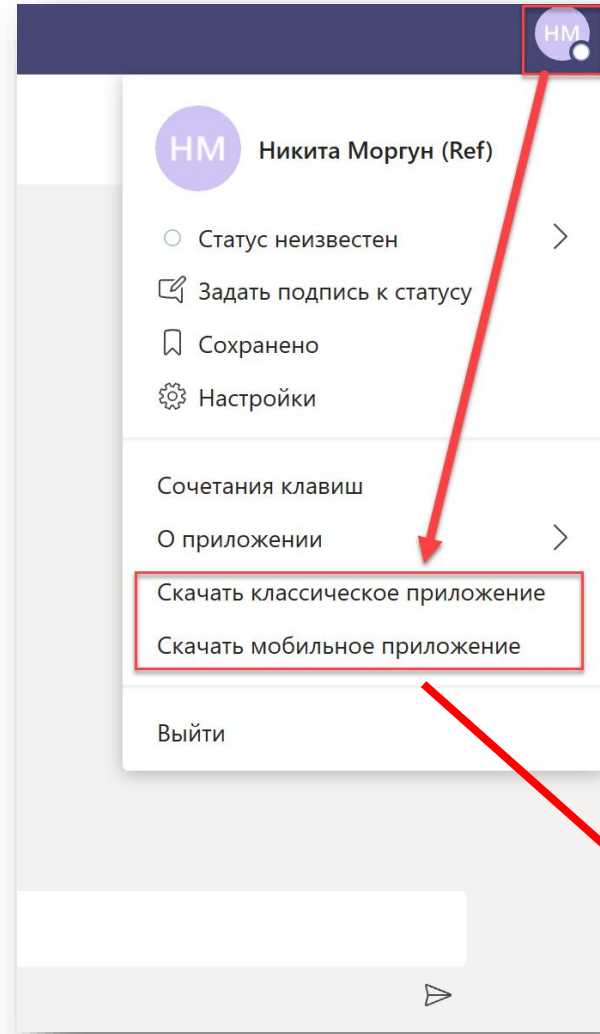 НМ
НМ
Никита Моргун (Ref)
Статус неизвестен
Задать подпись к статусу
Сохранено
Настройки
Сочетания клавиш
О приложении
Скачать классическое приложение
Скачать мобильное приложение
Выйти